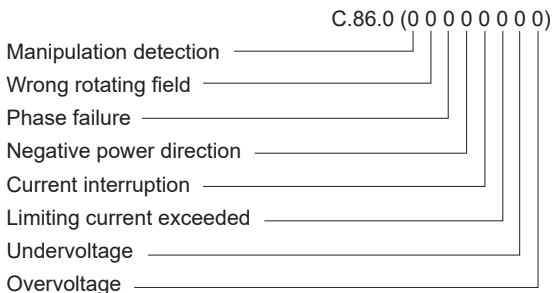 C.86.0 (0 0 0 0 0 0 0 0)
Manipulation detection
Wrong rotating field
Phase failure
Negative power direction
Current interruption
Limiting current exceeded
Undervoltage
Overvoltage